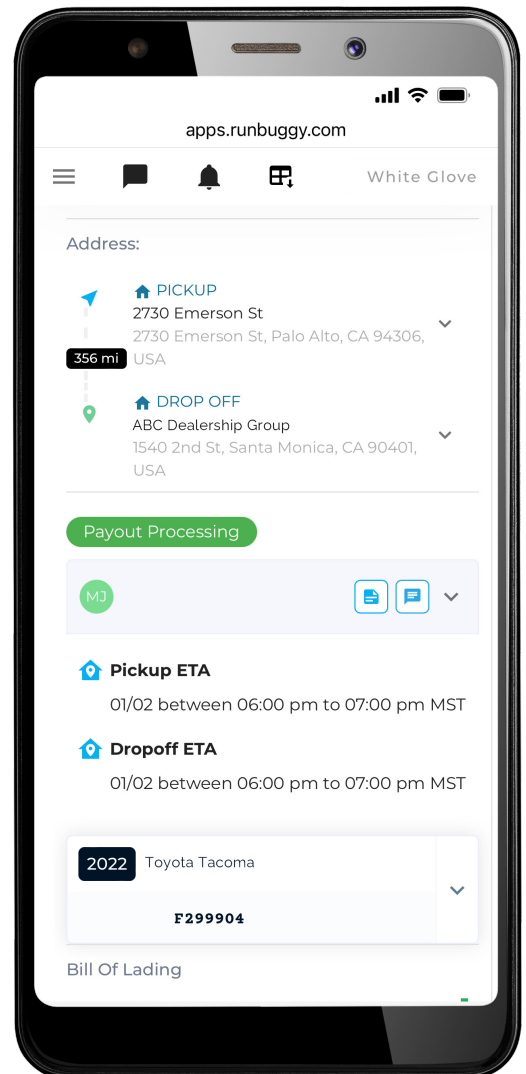 apps.runbuggy.com
White Glove
Address:
PICKUP
2730 Emerson St
2730 Emerson St, Palo Alto, CA 94306,
USA
356 mi
DROP OFF
ABC Dealership Group
1540 2nd St, Santa Monica, CA 90401,
USA
Payout Processing
MJ
Pickup ETA
01/02 between 06:00 pm to 07:00 pm MST
Dropoff ETA
01/02 between 06:00 pm to 07:00 pm MST
2022 Toyota Tacoma
F299904
Bill Of Lading